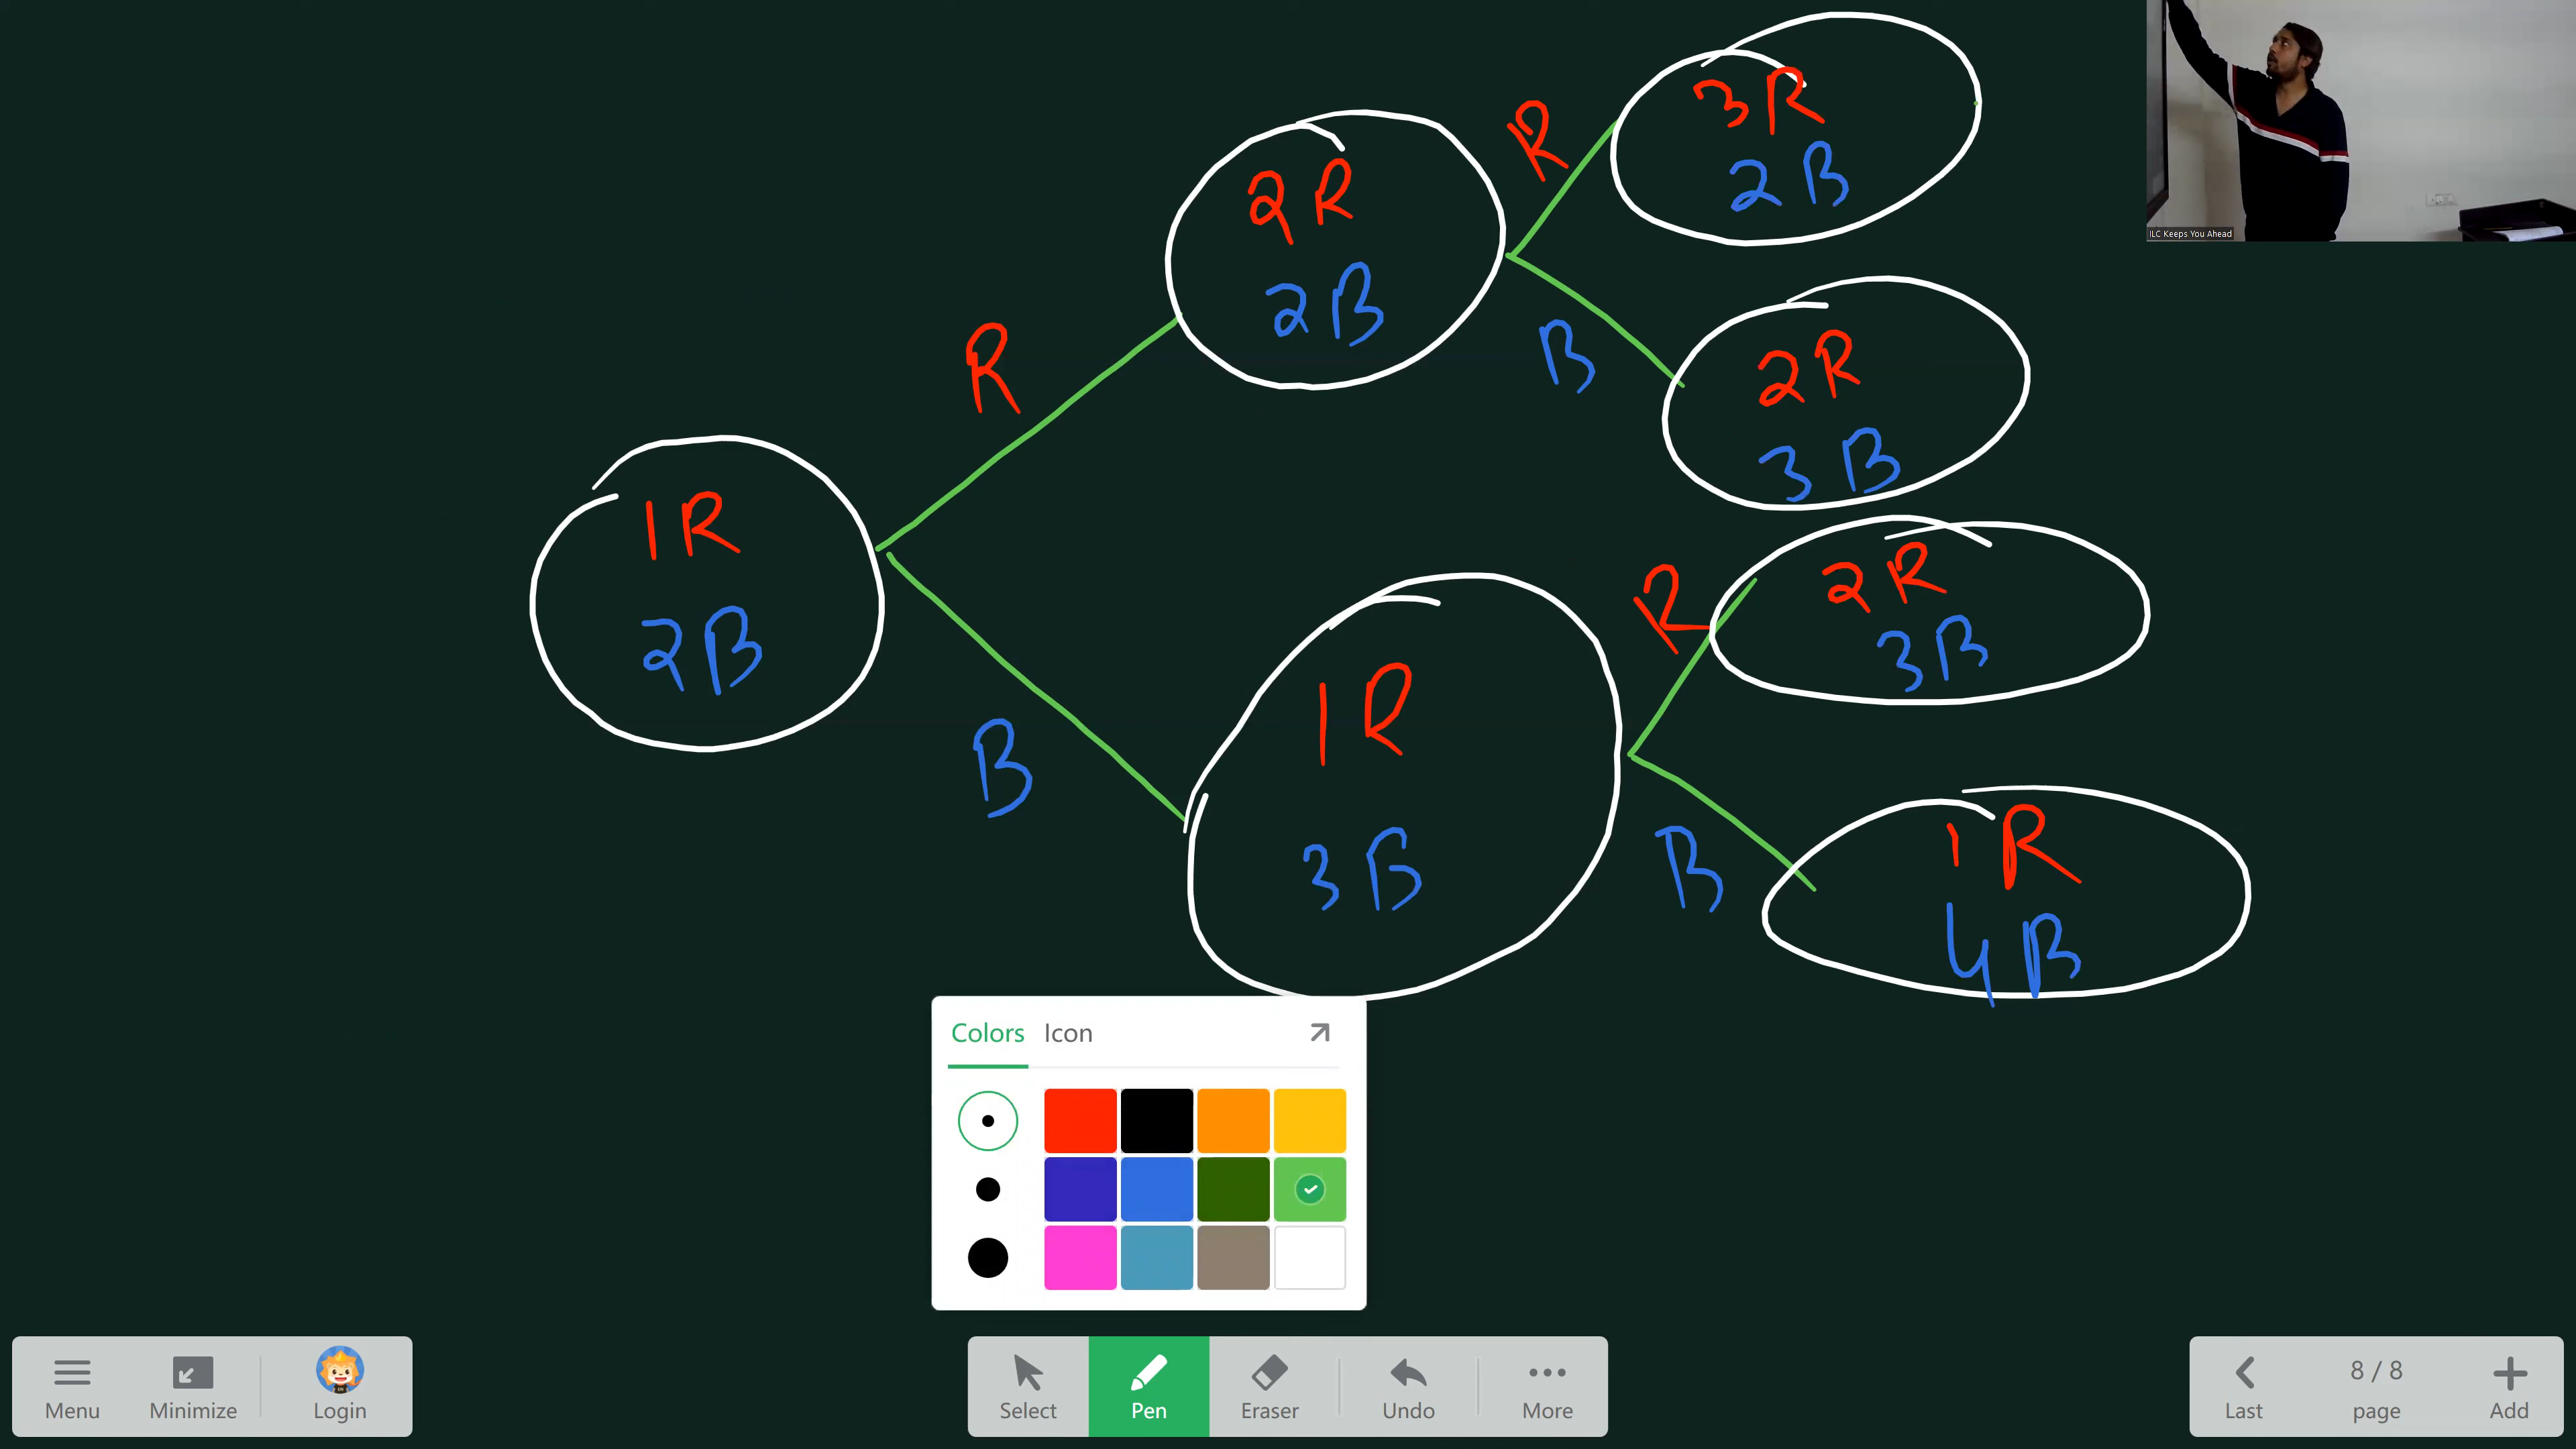 3R
2B
ILC Keeps You Ahead
R
2R
2B
B
2R
3B
R
1R
2B
R
2R
3B
B
1R
3B
B
1R
4B
Colors Icon
Menu Minimize Login
Select Pen Eraser Undo More
8 / 8
Last page Add